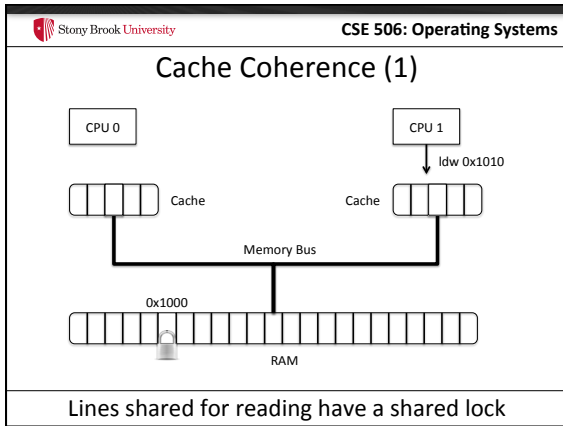 Stony Brook University
CSE 506: Operating Systems
Cache Coherence (1)
CPU 0
CPU 1
ldw 0x1010
Cache
Cache
Memory Bus
0x1000
RAM
Lines shared for reading have a shared lock